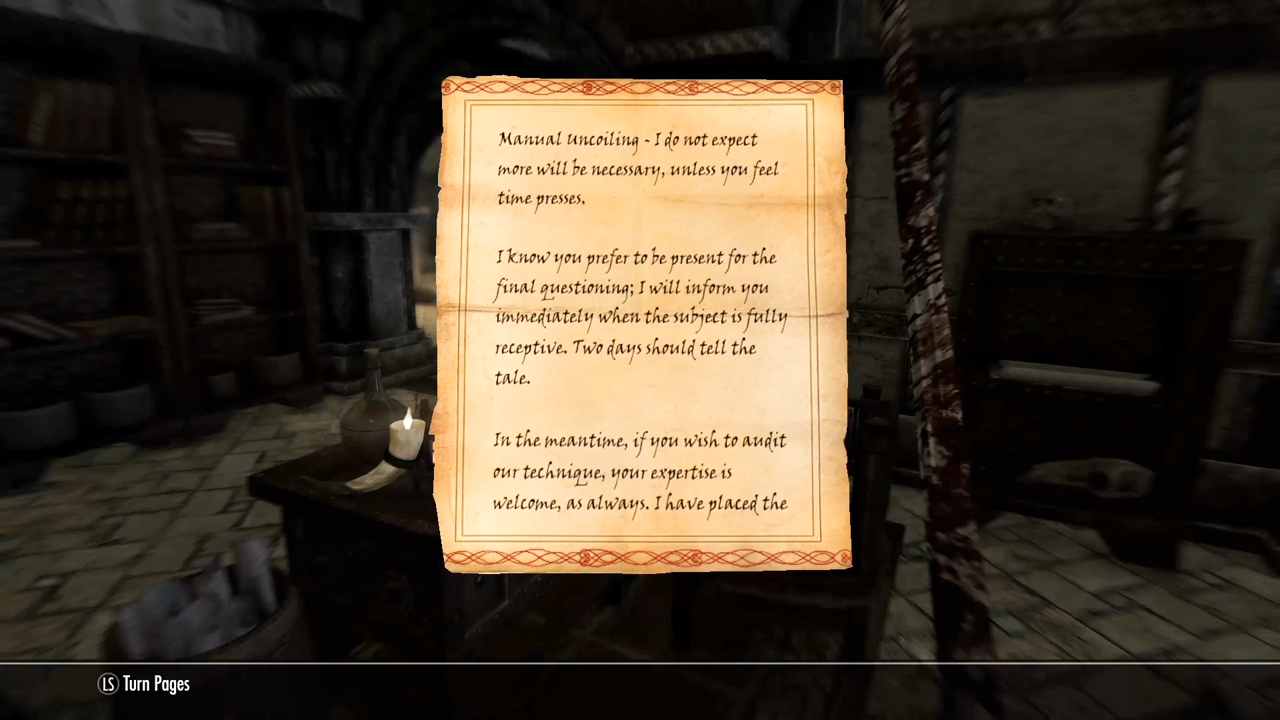 Manual Uncoiling - I do not expect
more will be necessary, unless you feel
time presses.
I know you prefer to be present for the
final questioning; I will inform you
immediately when the subject is fully
receptive. Two days should tell the
tale.
In the meantime, if you wish to audit
our technique, your expertise is
welcome, as always. I have placed the
LS Turn Pages